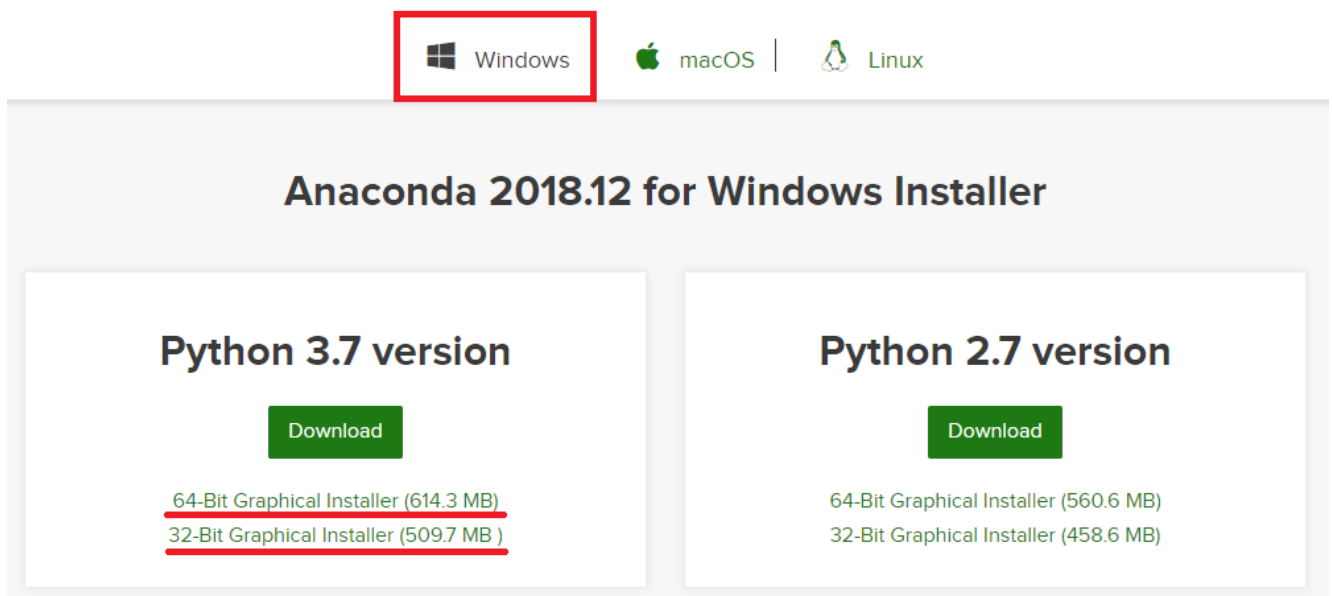 Windows macOS Linux
Anaconda 2018.12 for Windows Installer
Python 3.7 version
Download
64-Bit Graphical Installer (614.3 MB)
32-Bit Graphical Installer (509.7 MB )
Python 2.7 version
Download
64-Bit Graphical Installer (560.6 MB)
32-Bit Graphical Installer (458.6 MB)